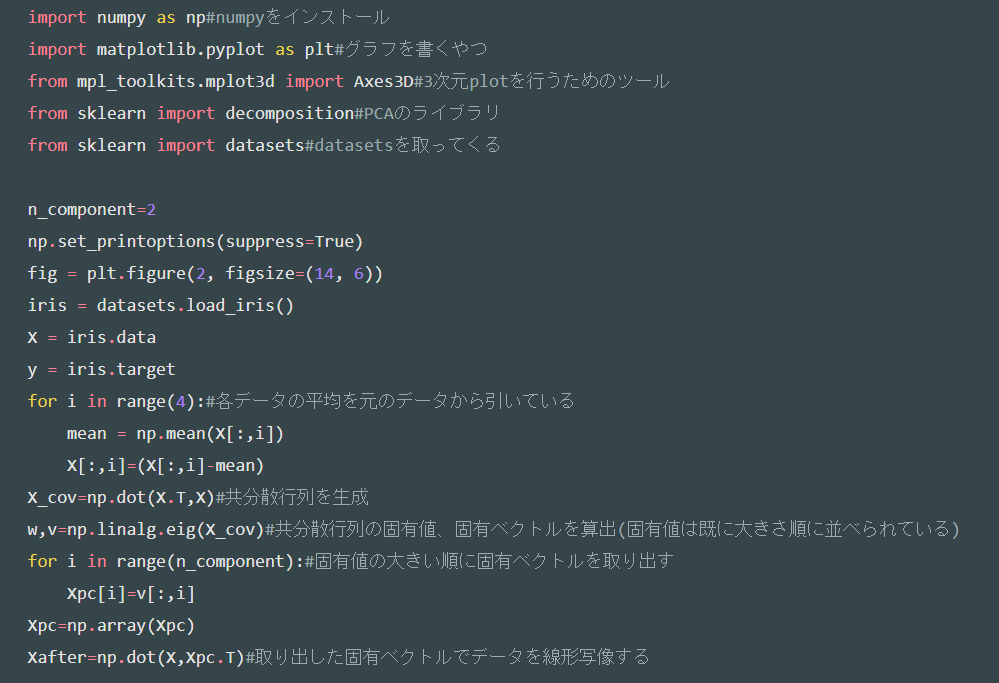 import numpy as np#numpyをインストール
import matplotlib.pyplot as plt#グラフを書くやつ
from mpl_toolkits.mplot3d import Axes3D#3次元plotを行うためのツール
from sklearn import decomposition#PCAのライブラリ
from sklearn import datasets#datasetsを取ってくる

n_component=2
np.set_printoptions(suppress=True)
fig = plt.figure(2, figsize=(14, 6))
iris = datasets.load_iris()
X = iris.data
y = iris.target
for i in range(4):#各データの平均を元のデータから引いている
    mean = np.mean(X[:,i])
    X[:,i]=(X[:,i]-mean)
X_cov=np.dot(X.T,X)#共分散行列を生成
w,v=np.linalg.eig(X_cov)#共分散行列の固有値、固有ベクトルを算出(固有値は既に大きさ順に並べられている)
for i in range(n_component):#固有値の大きい順に固有ベクトルを取り出す
    Xpc[i]=v[:,i]
Xpc=np.array(Xpc)
Xafter=np.dot(X,Xpc.T)#取り出した固有ベクトルでデータを線形写像する